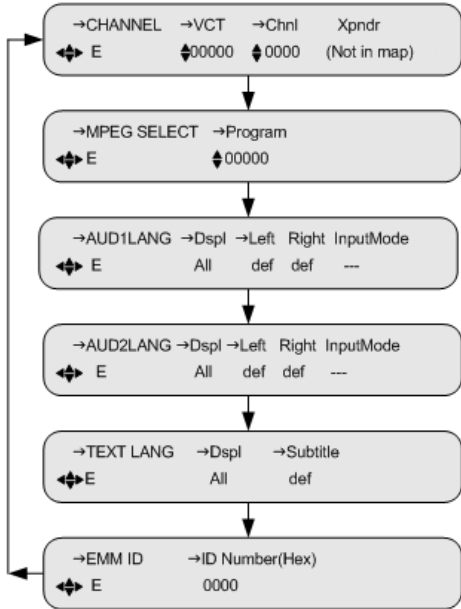 →CHANNEL →VCT →Chnl Xpndr
E 00000 0000 (Not in map)
→MPEG SELECT →Program
E 00000
→AUD1LANG →Dspl →Left Right InputMode
E All def def ---
→AUD2LANG →Dspl →Left Right InputMode
E All def def ---
→TEXT LANG →Dspl →Subtitle
E All def
→EMM ID →ID Number(Hex)
E 0000